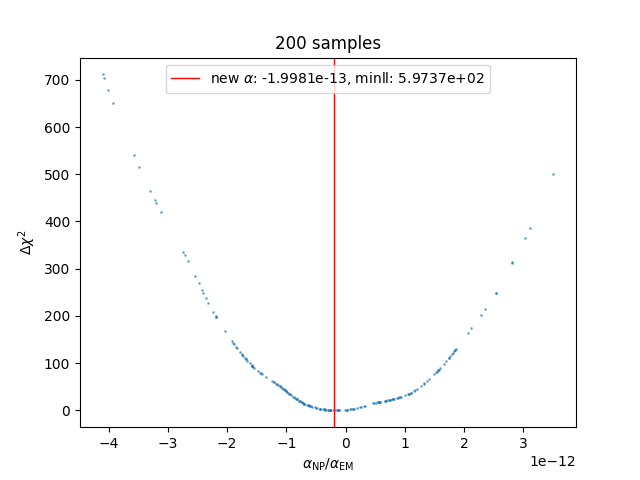 200 samples
new α: -1.9981e-13, minll: 5.9737e+02
700
600
500
400
300
200
100
0
Δχ²
−4 −3 −2 −1 0 1 2 3
1e−12
α_NP/α_EM